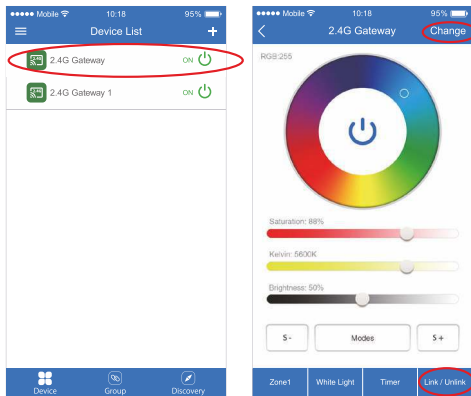 Mobile 10:18 95%
Device List
2.4G Gateway ON
2.4G Gateway 1 ON
Device Group Discovery
Mobile 10:18 95%
2.4G Gateway Change
RGB:255
Saturation: 88%
Kelvin: 5600K
Brightness: 50%
S - Modes S +
Zone1 White Light Timer Link / Unlink